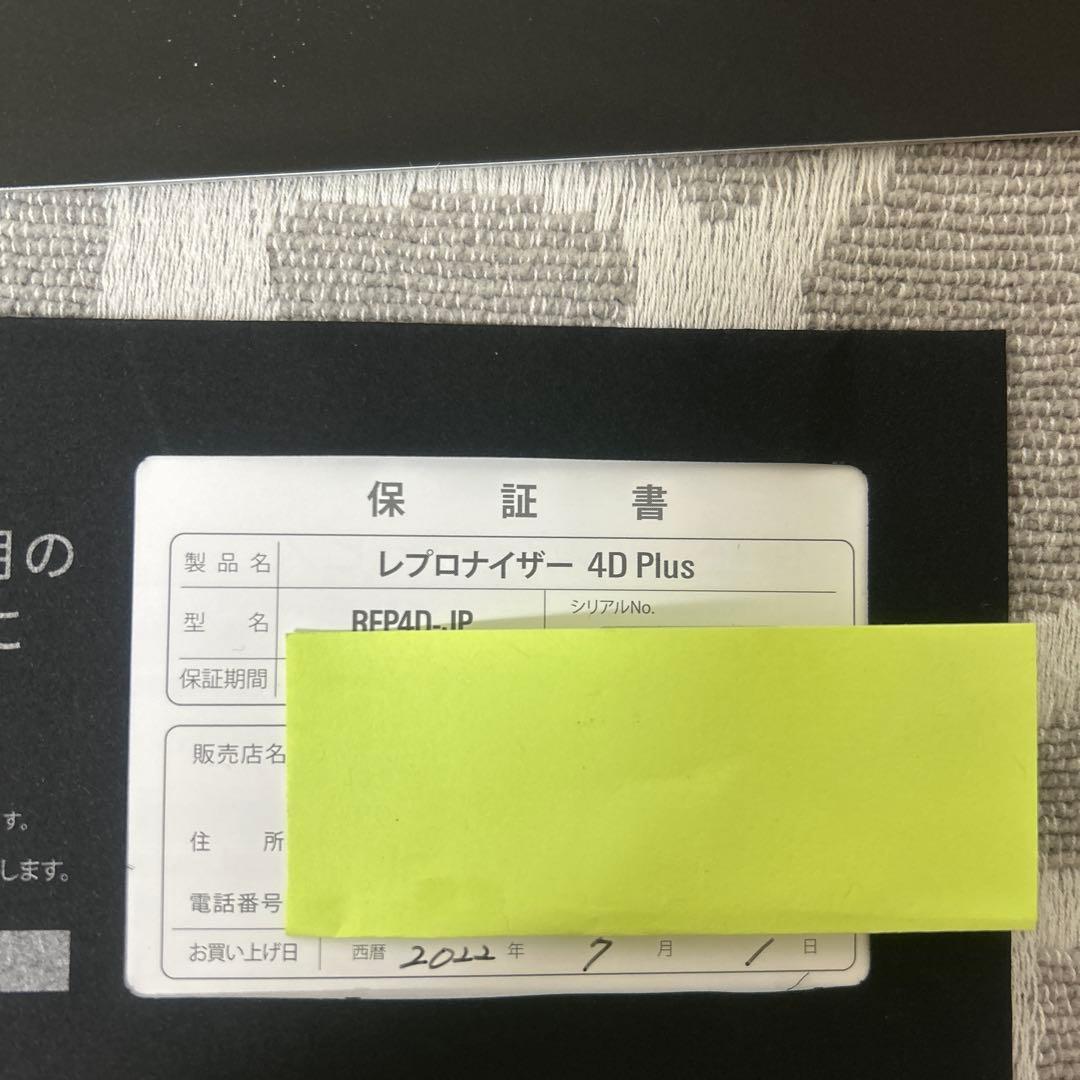 の
に
す。
します。
保証書
製品名 レプロナイザー 4D Plus
型名 REP4D-JP シリアルNo.
保証期間
販売店名
住所
電話番号
お買い上げ日 西暦 2022 年 7 月 1 日